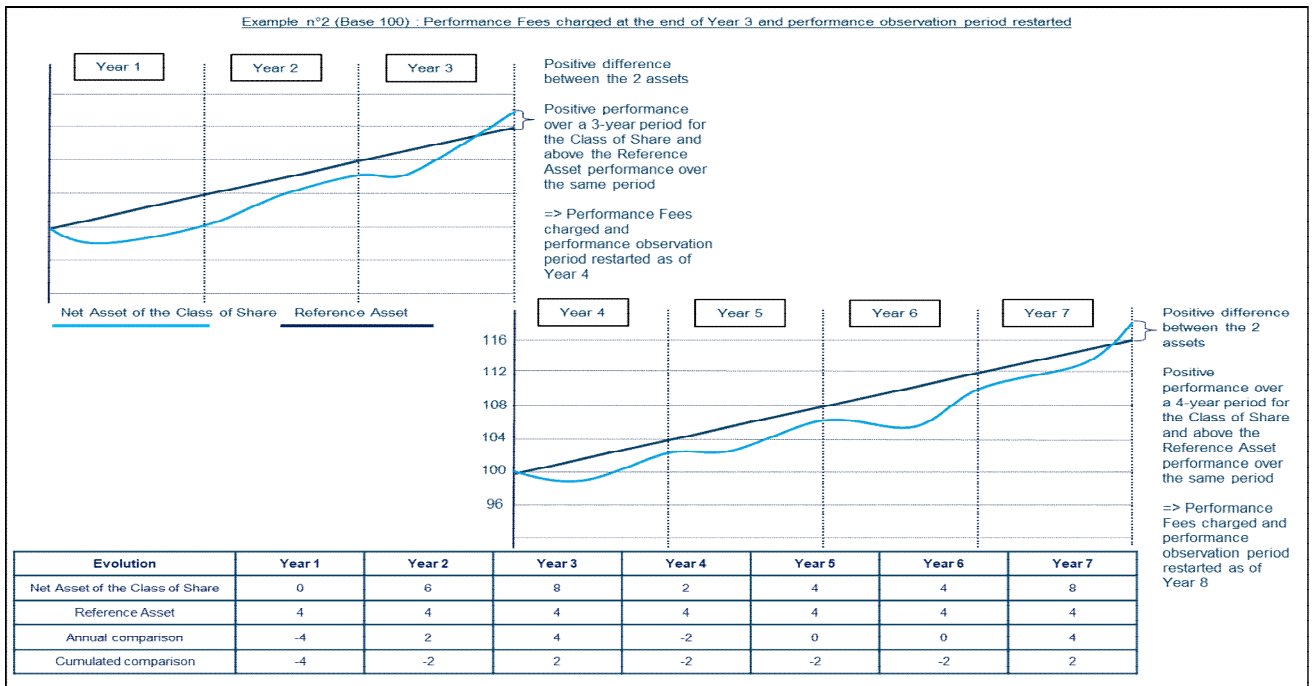 Example n°2 (Base 100) : Performance Fees charged at the end of Year 3 and performance observation period restarted
Year 1
Year 2
Year 3
Positive difference
between the 2 assets
Positive performance
over a 3-year period for
the Class of Share and
above the Reference
Asset performance over
the same period
=> Performance Fees
charged and
performance observation
period restarted as of
Year 4
Net Asset of the Class of Share
Reference Asset
Year 4
Year 5
Year 6
Year 7
116
112
108
104
100
96
Positive difference
between the 2
assets
Positive
performance over
a 4-year period for
the Class of Share
and above the
Reference Asset
performance over
the same period
=> Performance
Fees charged and
performance
observation period
restarted as of
Year 8
Evolution Year 1 Year 2 Year 3 Year 4 Year 5 Year 6 Year 7
Net Asset of the Class of Share 0 6 8 2 4 4 8
Reference Asset 4 4 4 4 4 4 4
Annual comparison -4 2 4 -2 0 0 4
Cumulated comparison -4 -2 2 -2 -2 -2 2